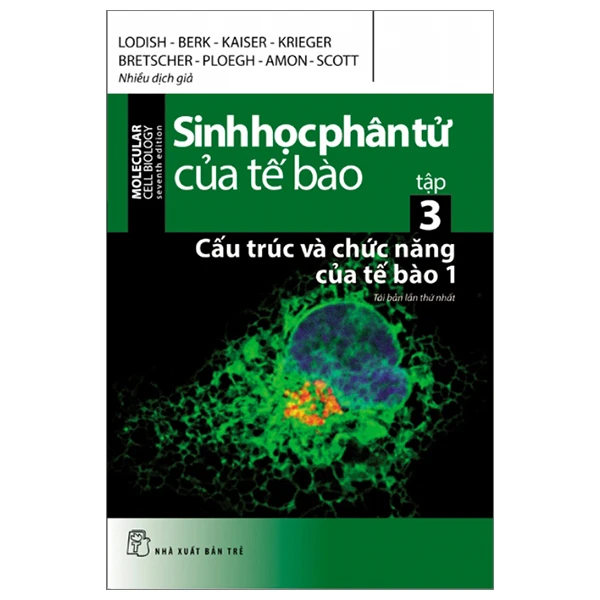 LODISH - BERK - KAISER - KRIEGER
BRETSCHER - PLOEGH - AMON - SCOTT
Nhiều dịch giả
MOLECULAR
CELL BIOLOGY
seventh edition
Sinh học phân tử
của tế bào
tập
3
Cấu trúc và chức năng
của tế bào 1
Tái bản lần thứ nhất
NHÀ XUẤT BẢN TRẺ